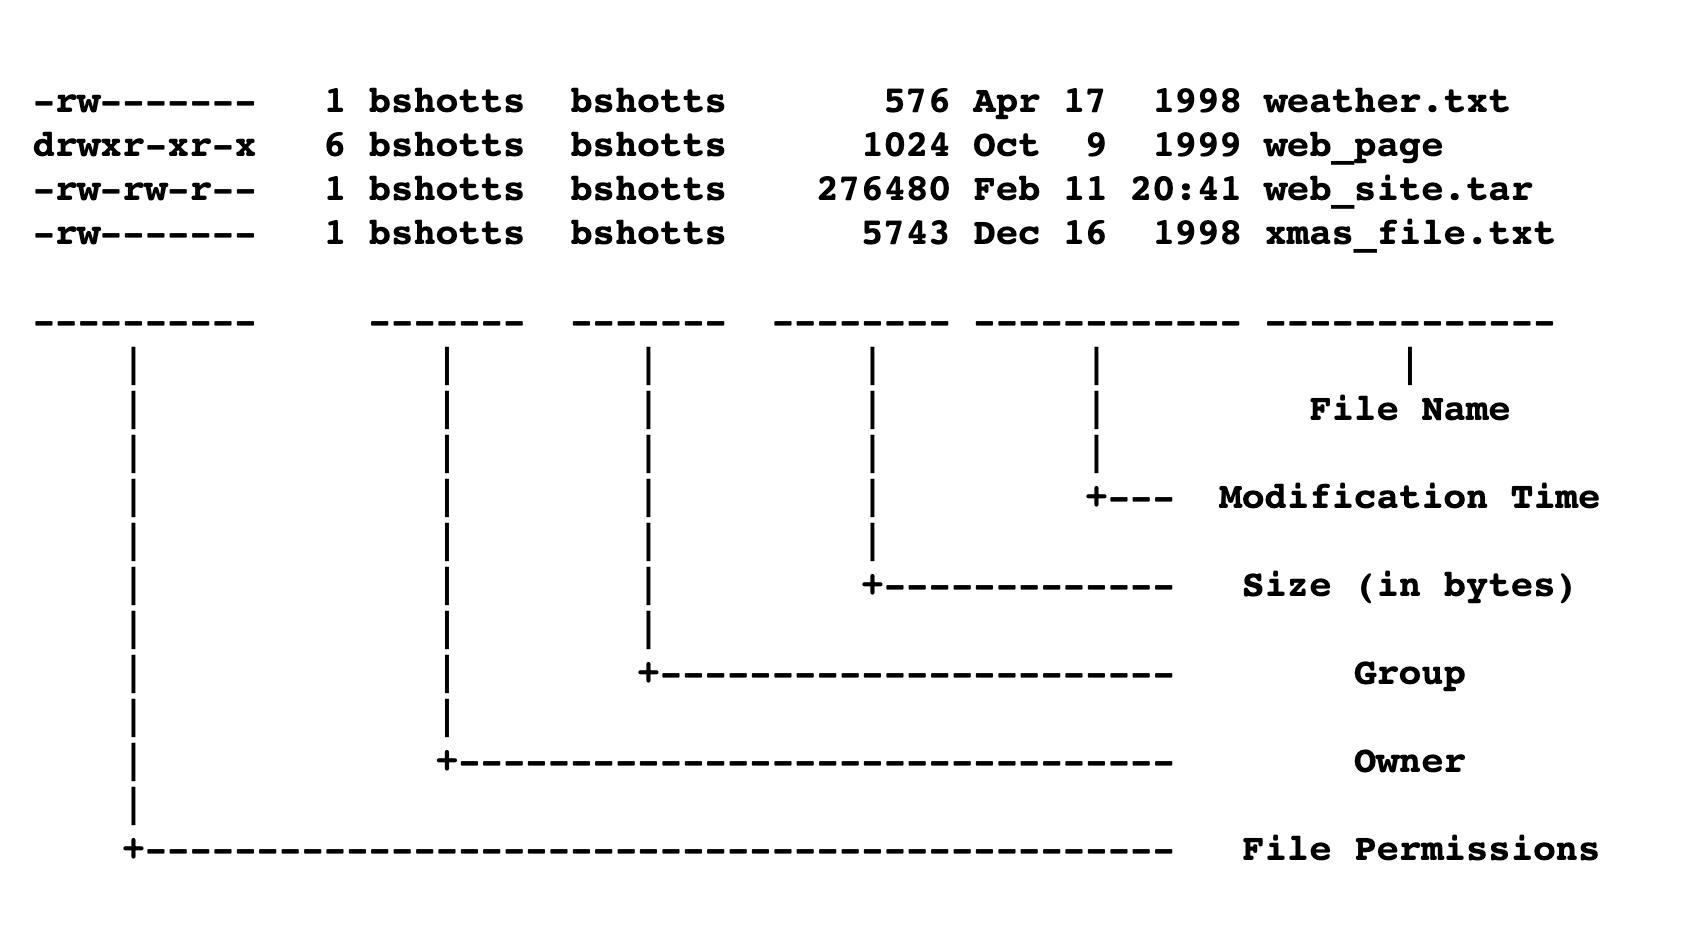 -rw-------   1 bshotts  bshotts       576 Apr 17  1998 weather.txt
drwxr-xr-x   6 bshotts  bshotts      1024 Oct  9  1999 web_page
-rw-rw-r--   1 bshotts  bshotts    276480 Feb 11 20:41 web_site.tar
-rw-------   1 bshotts  bshotts      5743 Dec 16  1998 xmas_file.txt
File Name
Modification Time
Size (in bytes)
Group
Owner
File Permissions